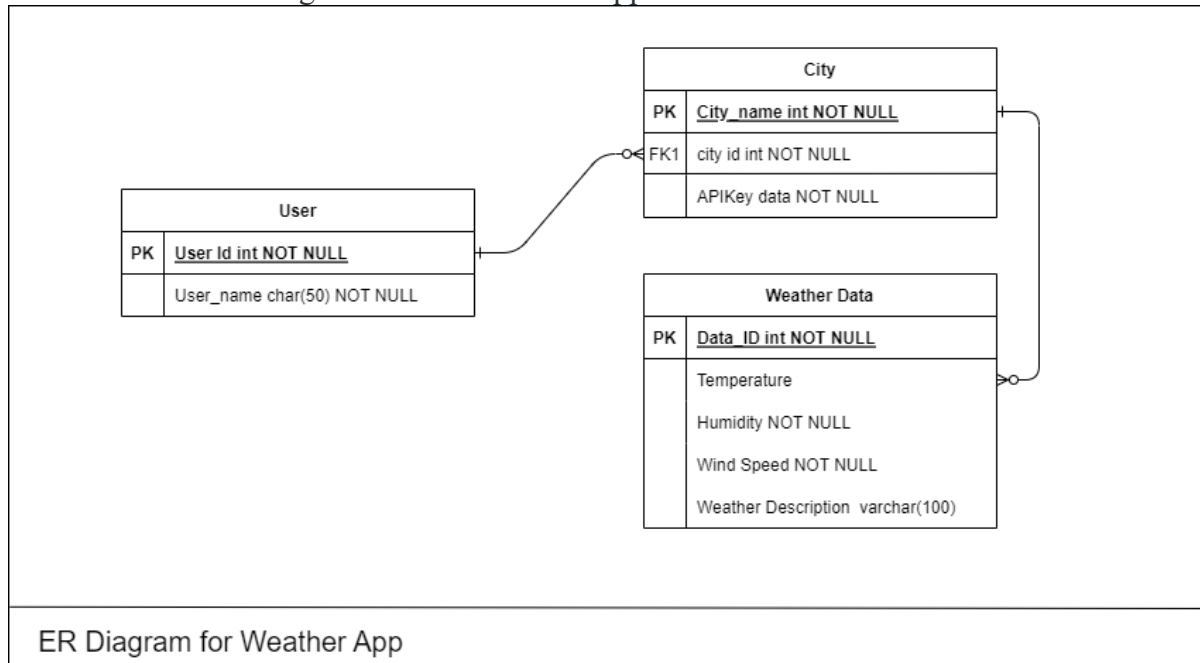 City
PK City_name int NOT NULL
FK1 city id int NOT NULL
APIKey data NOT NULL
User
PK User Id int NOT NULL
User_name char(50) NOT NULL
Weather Data
PK Data_ID int NOT NULL
Temperature
Humidity NOT NULL
Wind Speed NOT NULL
Weather Description varchar(100)
ER Diagram for Weather App